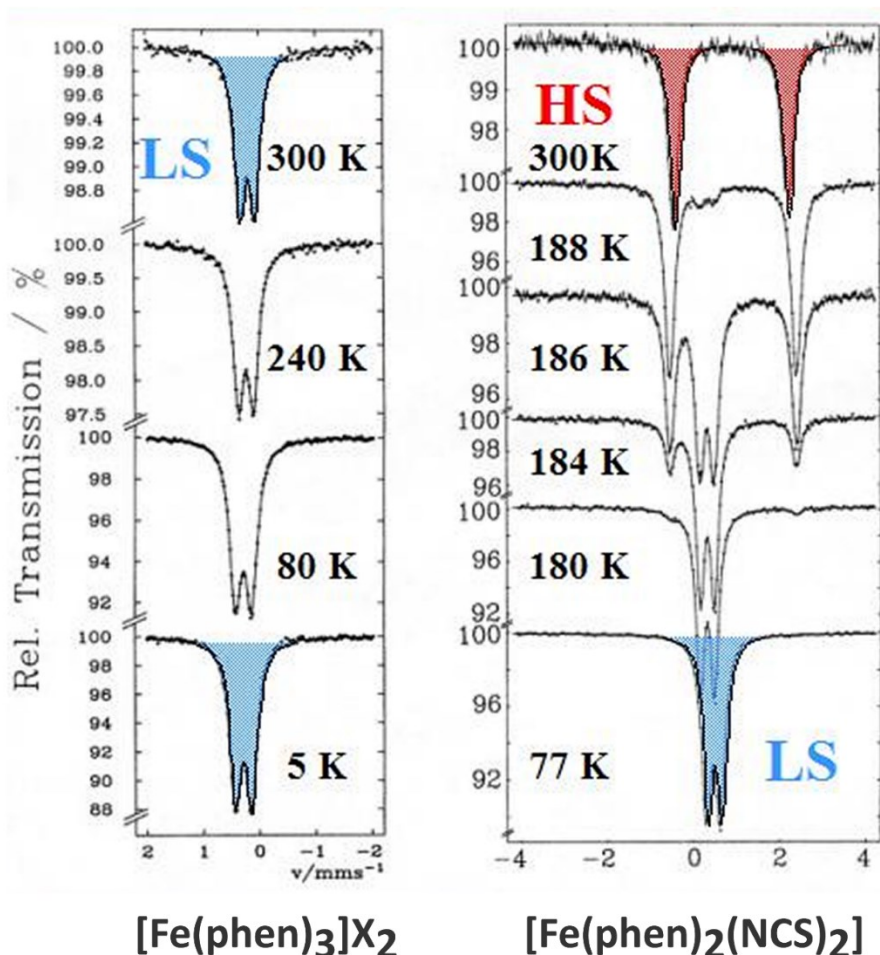 Rel. Transmission / %
100.0
99.8
99.6
99.4
99.2
99.0
98.8
LS
300 K
100.0
99.5
99.0
98.5
98.0
97.5
240 K
100
98
96
94
92
80 K
100
98
96
94
92
90
88
5 K
2 1 0 -1 -2
v/mms⁻¹
[Fe(phen)₃]X₂
100
99
98
HS
300K
100
98
96
188 K
100
98
96
186 K
100
98
96
184 K
100
96
92
180 K
100
96
92
77 K
LS
-4 -2 0 2 4
[Fe(phen)₂(NCS)₂]